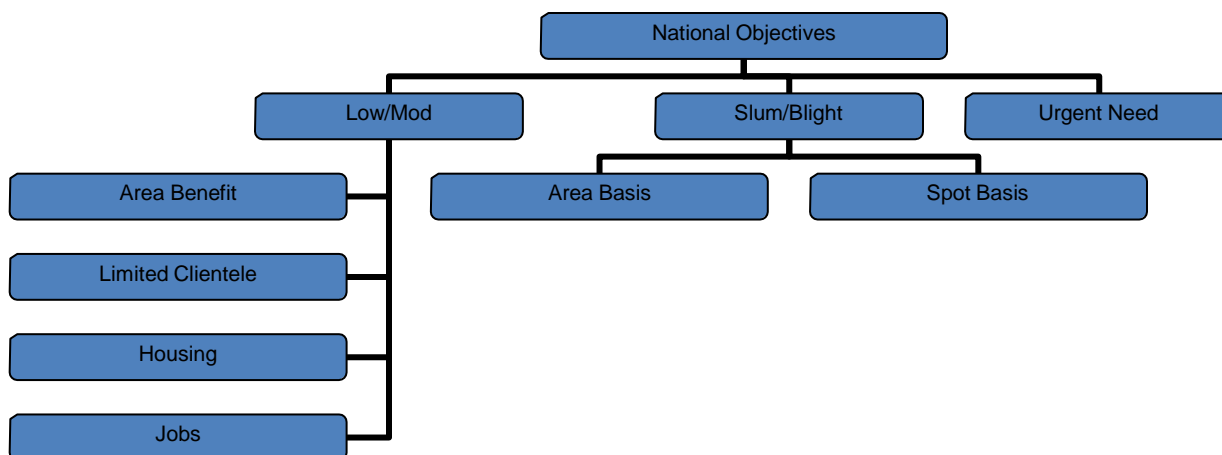 National Objectives
Low/Mod
Slum/Blight
Urgent Need
Area Benefit
Area Basis
Spot Basis
Limited Clientele
Housing
Jobs